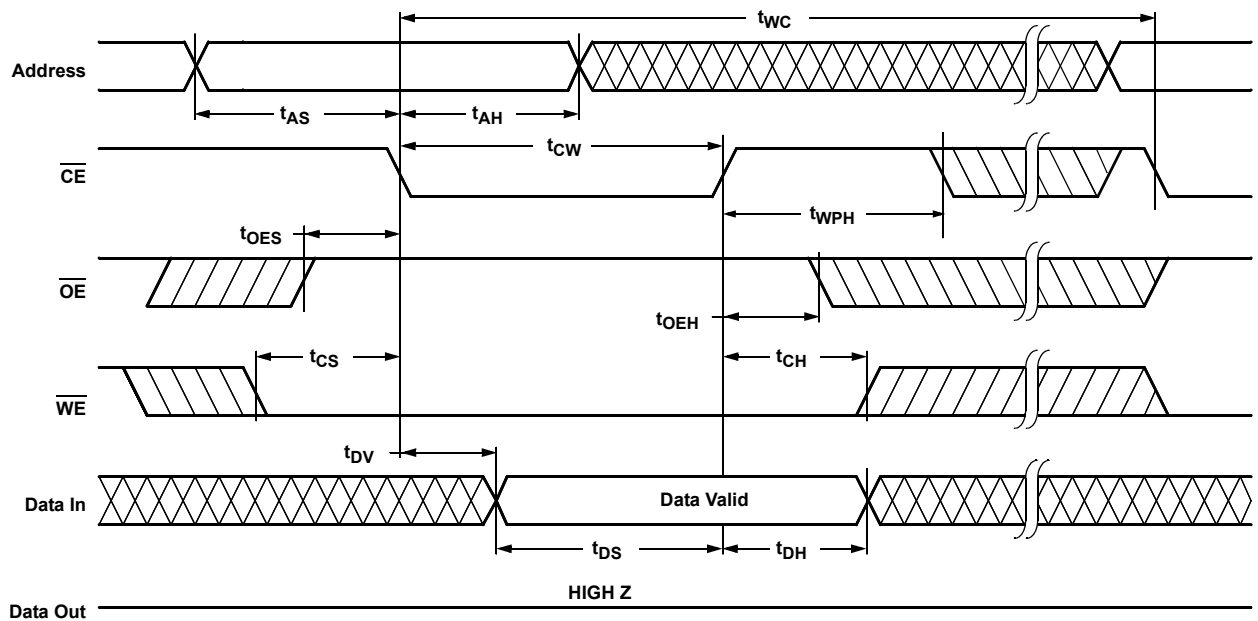 tWC
Address
tAS
tAH
tCW
CE
tWPH
tOES
OE
tOEH
tCS
tCH
WE
tDV
Data In
Data Valid
tDS
tDH
HIGH Z
Data Out